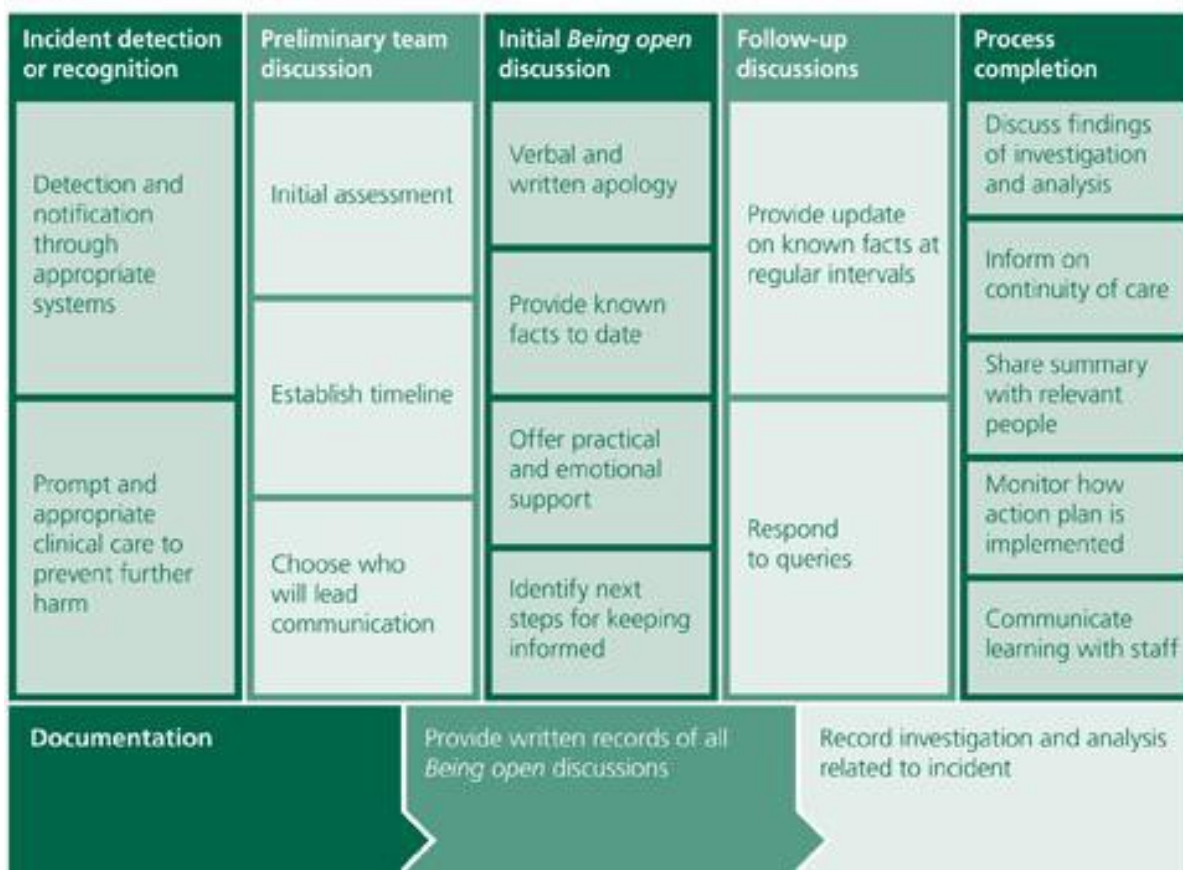 Incident detection
or recognition
Detection and
notification
through
appropriate
systems
Prompt and
appropriate
clinical care to
prevent further
harm
Preliminary team
discussion
Initial assessment
Establish timeline
Choose who
will lead
communication
Initial Being open
discussion
Verbal and
written apology
Provide known
facts to date
Offer practical
and emotional
support
Identify next
steps for keeping
informed
Follow-up
discussions
Provide update
on known facts at
regular intervals
Respond
to queries
Process
completion
Discuss findings
of investigation
and analysis
Inform on
continuity of care
Share summary
with relevant
people
Monitor how
action plan is
implemented
Communicate
learning with staff
Documentation
Provide written records of all
Being open discussions
Record investigation and analysis
related to incident